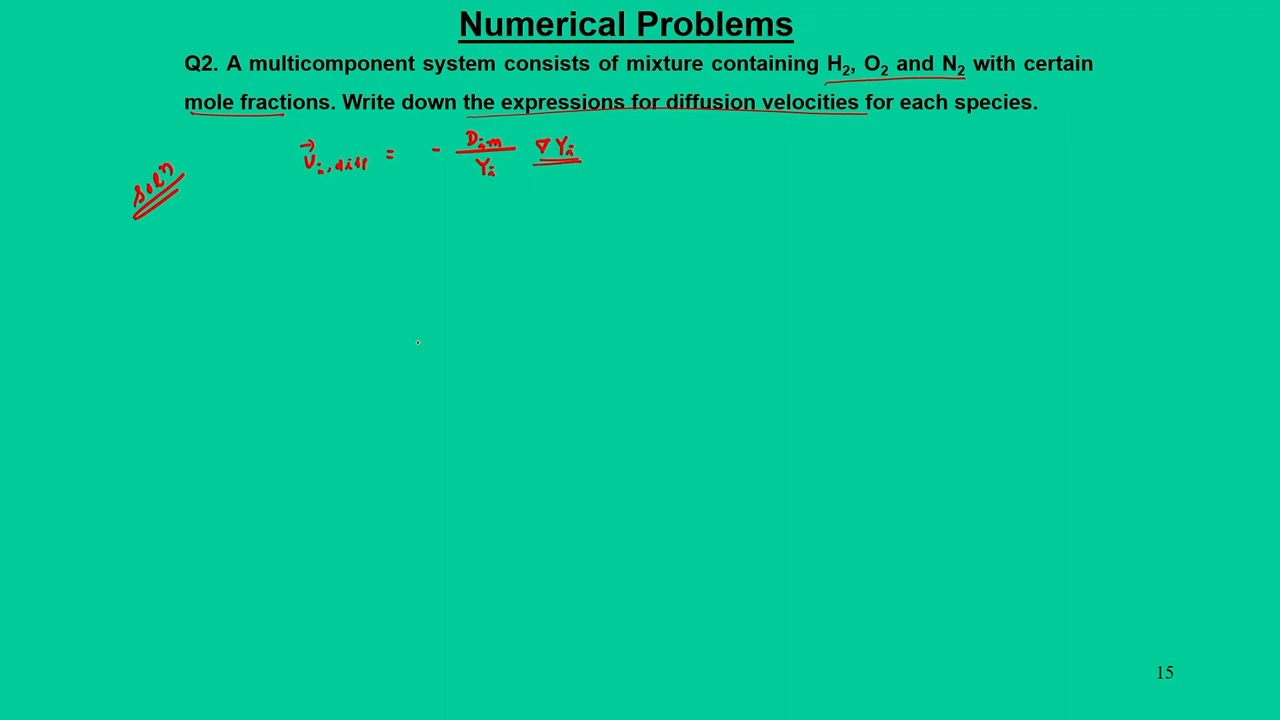 Numerical Problems
Q2. A multicomponent system consists of mixture containing H₂, O₂ and N₂ with certain
mole fractions. Write down the expressions for diffusion velocities for each species.
V⃗i,diff = - Dim/Yi ∇Yi
Solⁿ
15